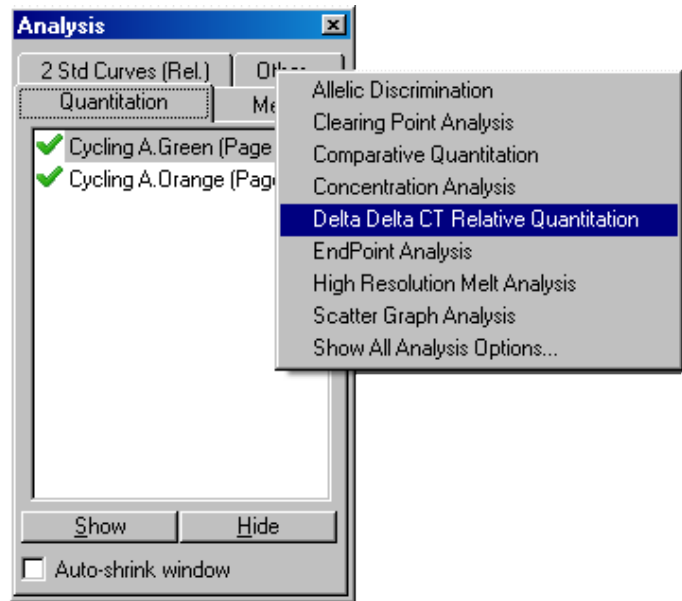 Analysis
2 Std Curves (Rel.)
Quantitation
Cycling A.Green (Page
Cycling A.Orange
Allelic Discrimination
Clearing Point Analysis
Comparative Quantitation
Concentration Analysis
Delta Delta CT Relative Quantitation
EndPoint Analysis
High Resolution Melt Analysis
Scatter Graph Analysis
Show All Analysis Options...
Show
Hide
Auto-shrink window